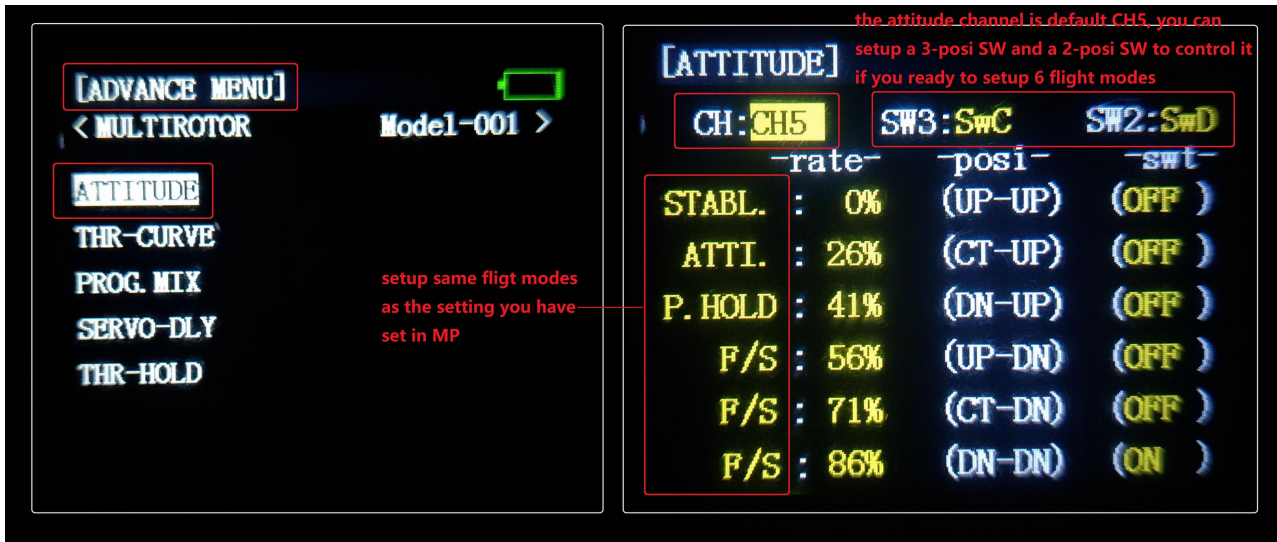 [ADVANCE MENU]
< MULTIROTOR Model-001 >
ATTITUDE
THR-CURVE
PROG.MIX
SERVO-DLY
THR-HOLD
setup same fligt modes
as the setting you have
set in MP
the attitude channel is default CH5, you can
setup a 3-posi SW and a 2-posi SW to control it
if you ready to setup 6 flight modes
[ATTITUDE]
CH:CH5 SW3:SwC SW2:SwD
-rate- -posi- -swt-
STABL. : 0% (UP-UP) (OFF )
ATTI. : 26% (CT-UP) (OFF )
P.HOLD : 41% (DN-UP) (OFF )
F/S : 56% (UP-DN) (OFF )
F/S : 71% (CT-DN) (OFF )
F/S : 86% (DN-DN) (ON )